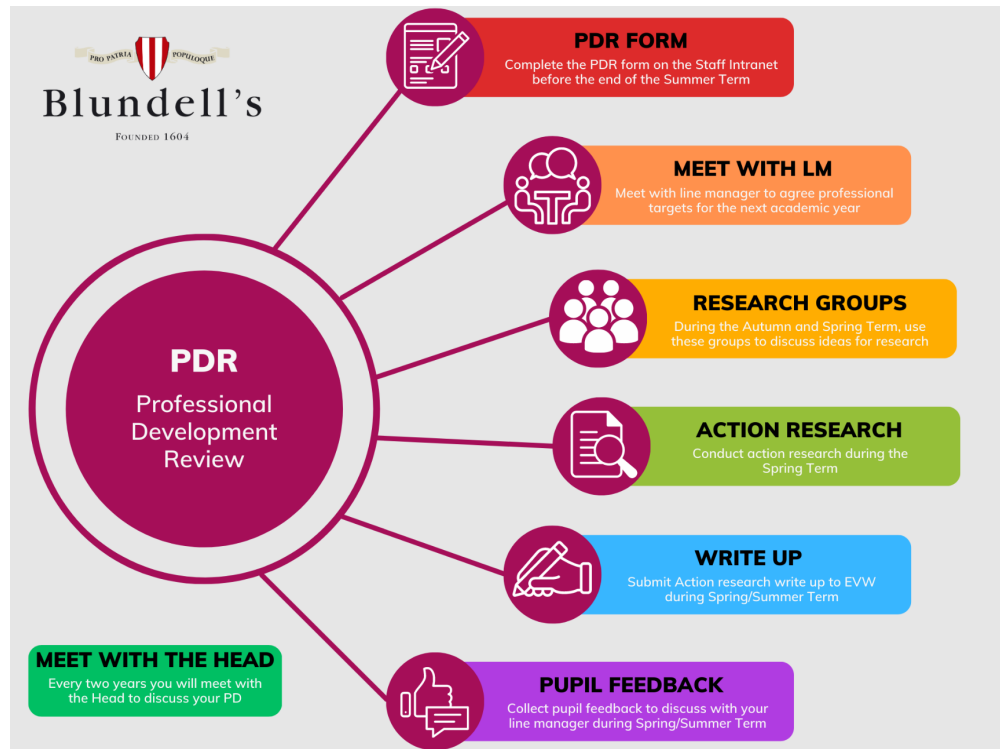 PRO PATRIA POPULOQUE
Blundell's
FOUNDED 1604
PDR FORM
Complete the PDR form on the Staff Intranet
before the end of the Summer Term
MEET WITH LM
Meet with line manager to agree professional
targets for the next academic year
RESEARCH GROUPS
During the Autumn and Spring Term, use
these groups to discuss ideas for research
PDR
Professional
Development
Review
ACTION RESEARCH
Conduct action research during the
Spring Term
WRITE UP
Submit Action research write up to EVW
during Spring/Summer Term
MEET WITH THE HEAD
Every two years you will meet with
the Head to discuss your PD
PUPIL FEEDBACK
Collect pupil feedback to discuss with your
line manager during Spring/Summer Term